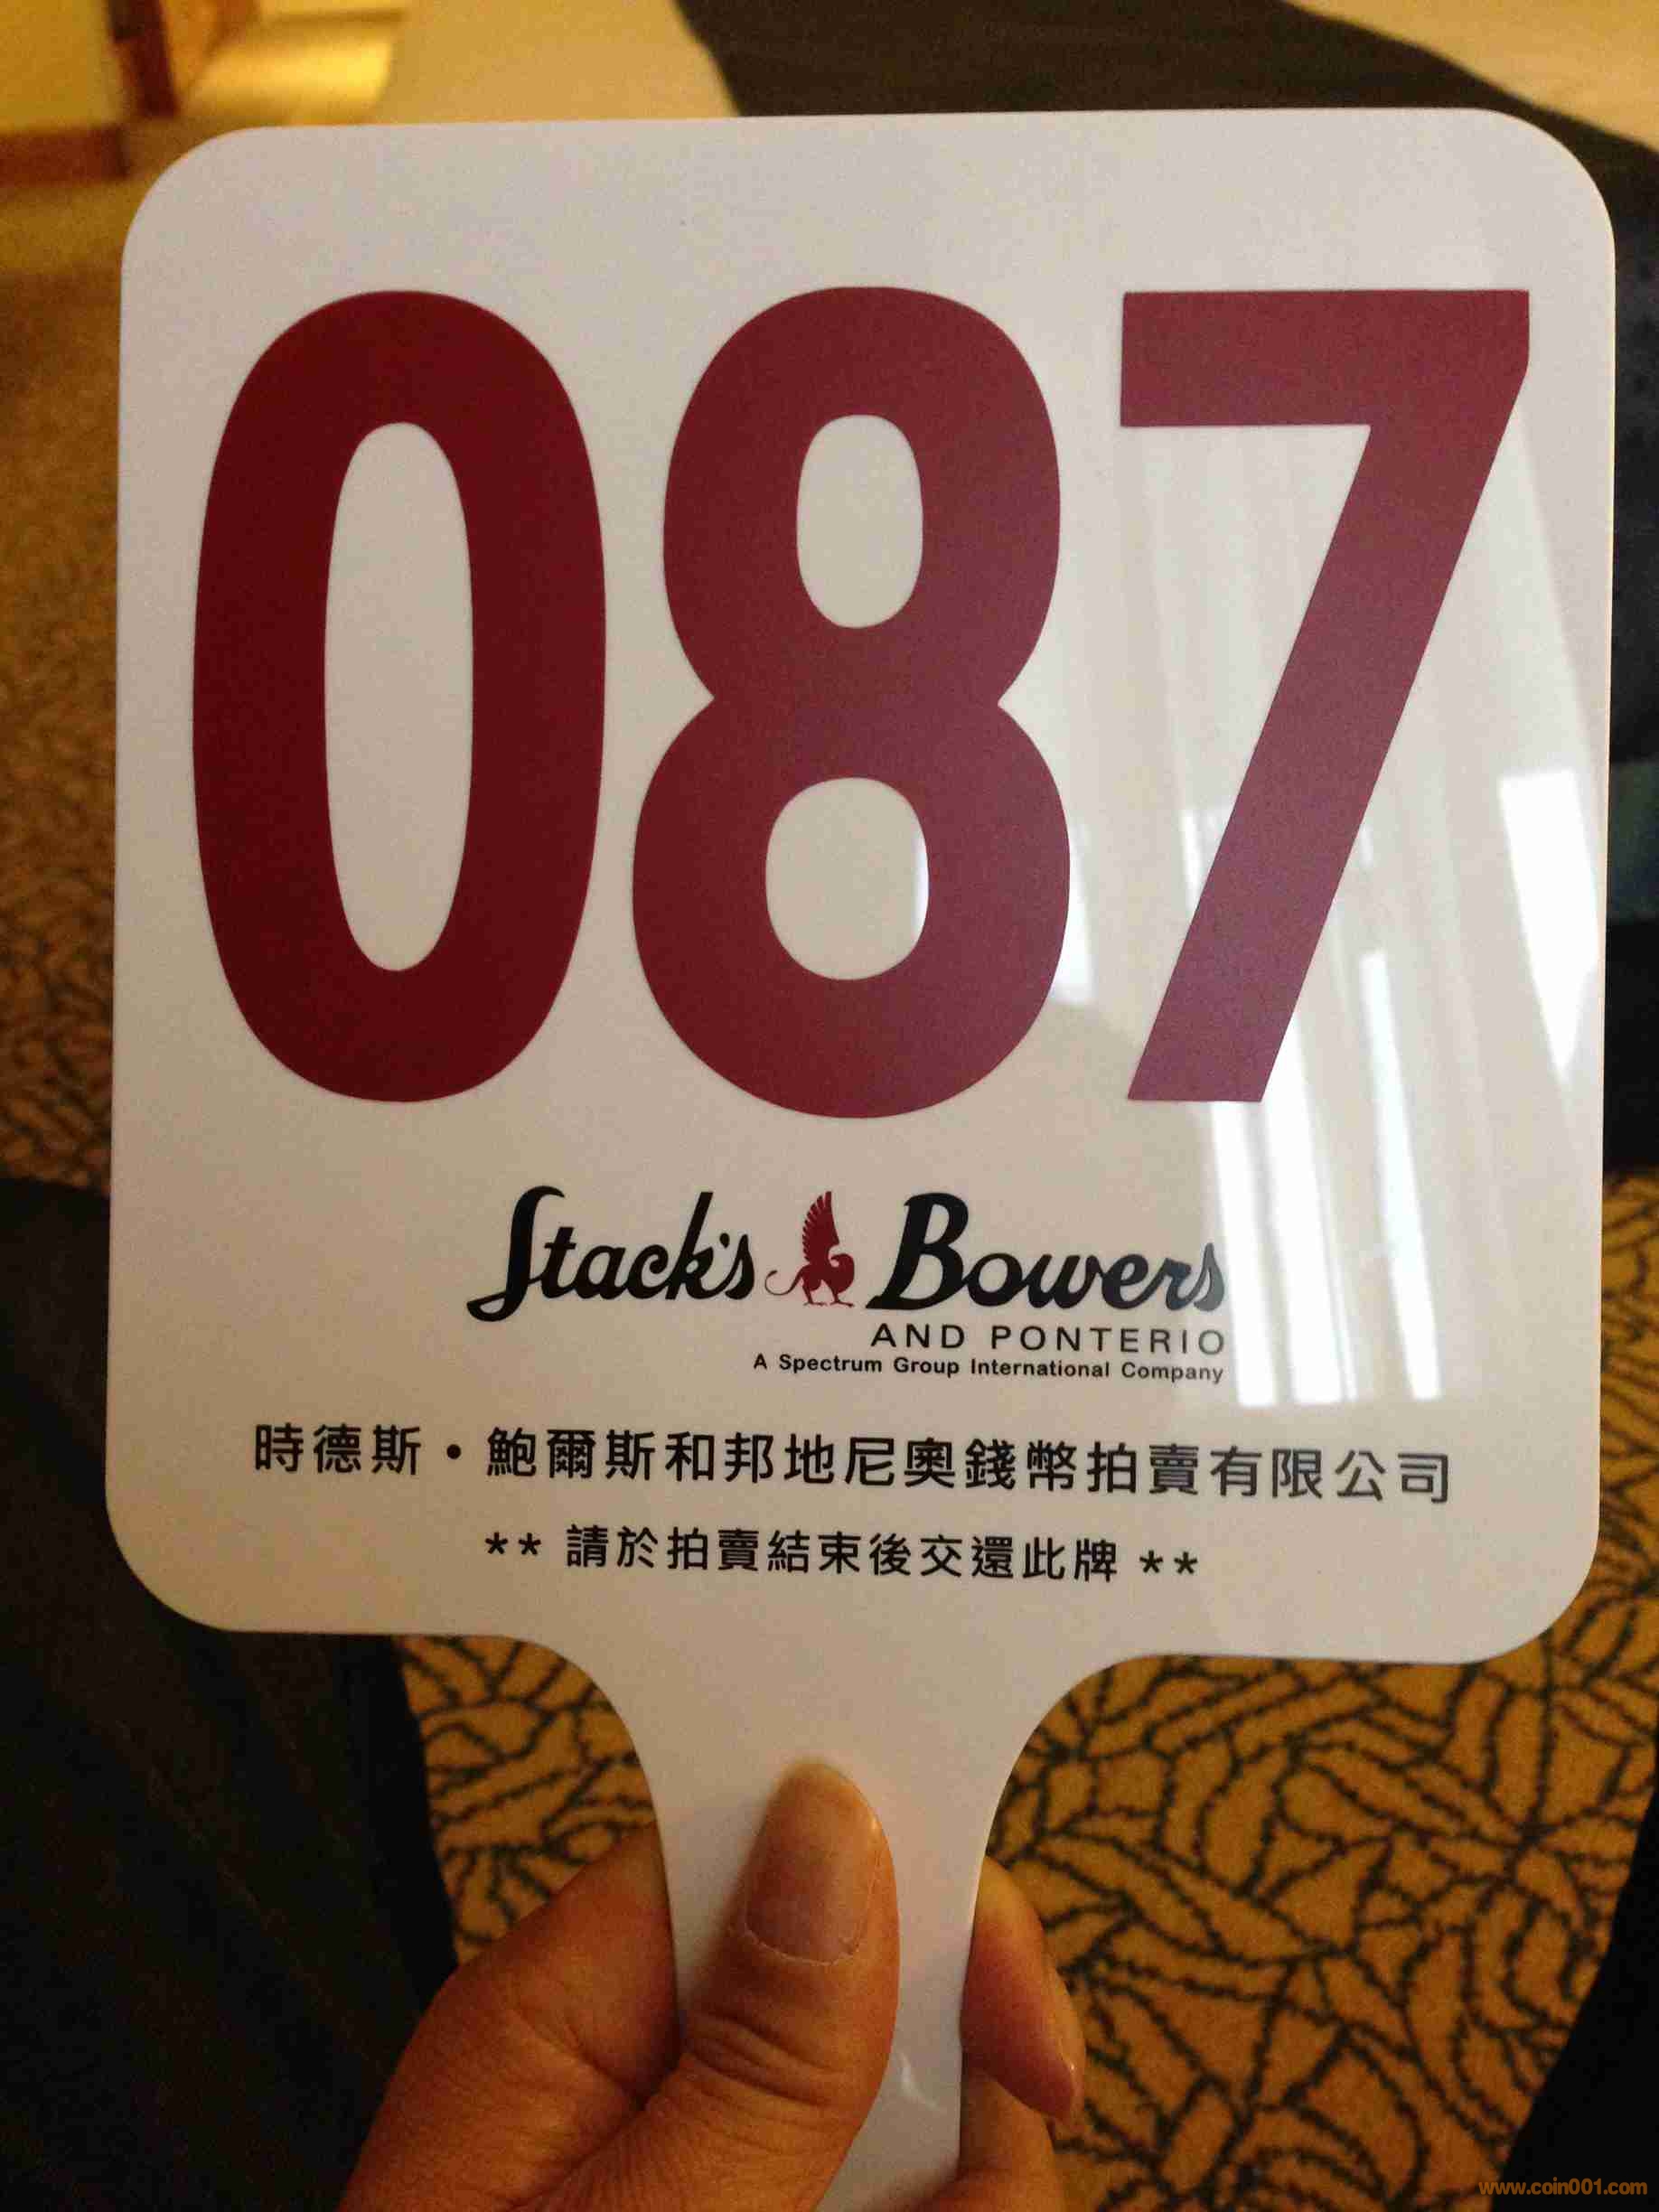 087
Stack's Bowers
AND PONTERIO
A Spectrum Group International Company
時德斯·鮑爾斯和邦地尼奧錢幣拍賣有限公司
** 請於拍賣結束後交還此牌 **
www.coin001.com